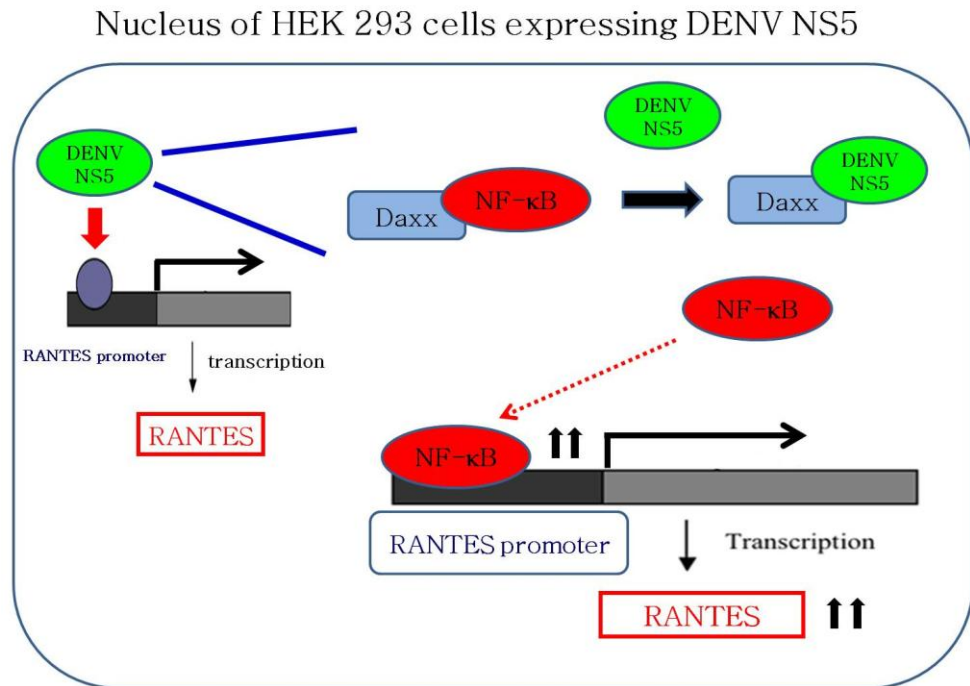 Nucleus of HEK 293 cells expressing DENV NS5
DENV
NS5
RANTES promoter
transcription
RANTES
DENV
NS5
Daxx
NF-κB
Daxx
DENV
NS5
NF-κB
NF-κB
RANTES promoter
Transcription
RANTES